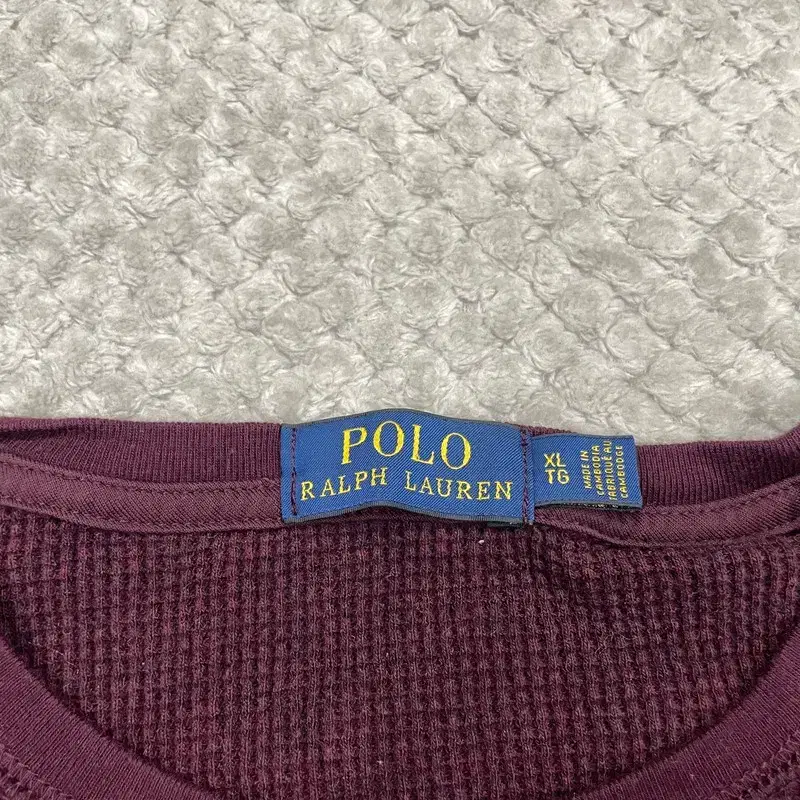 POLO
RALPH LAUREN
XL
TG
MADE IN
CAMBODIA
FABRIQUÉ AU
CAMBODGE